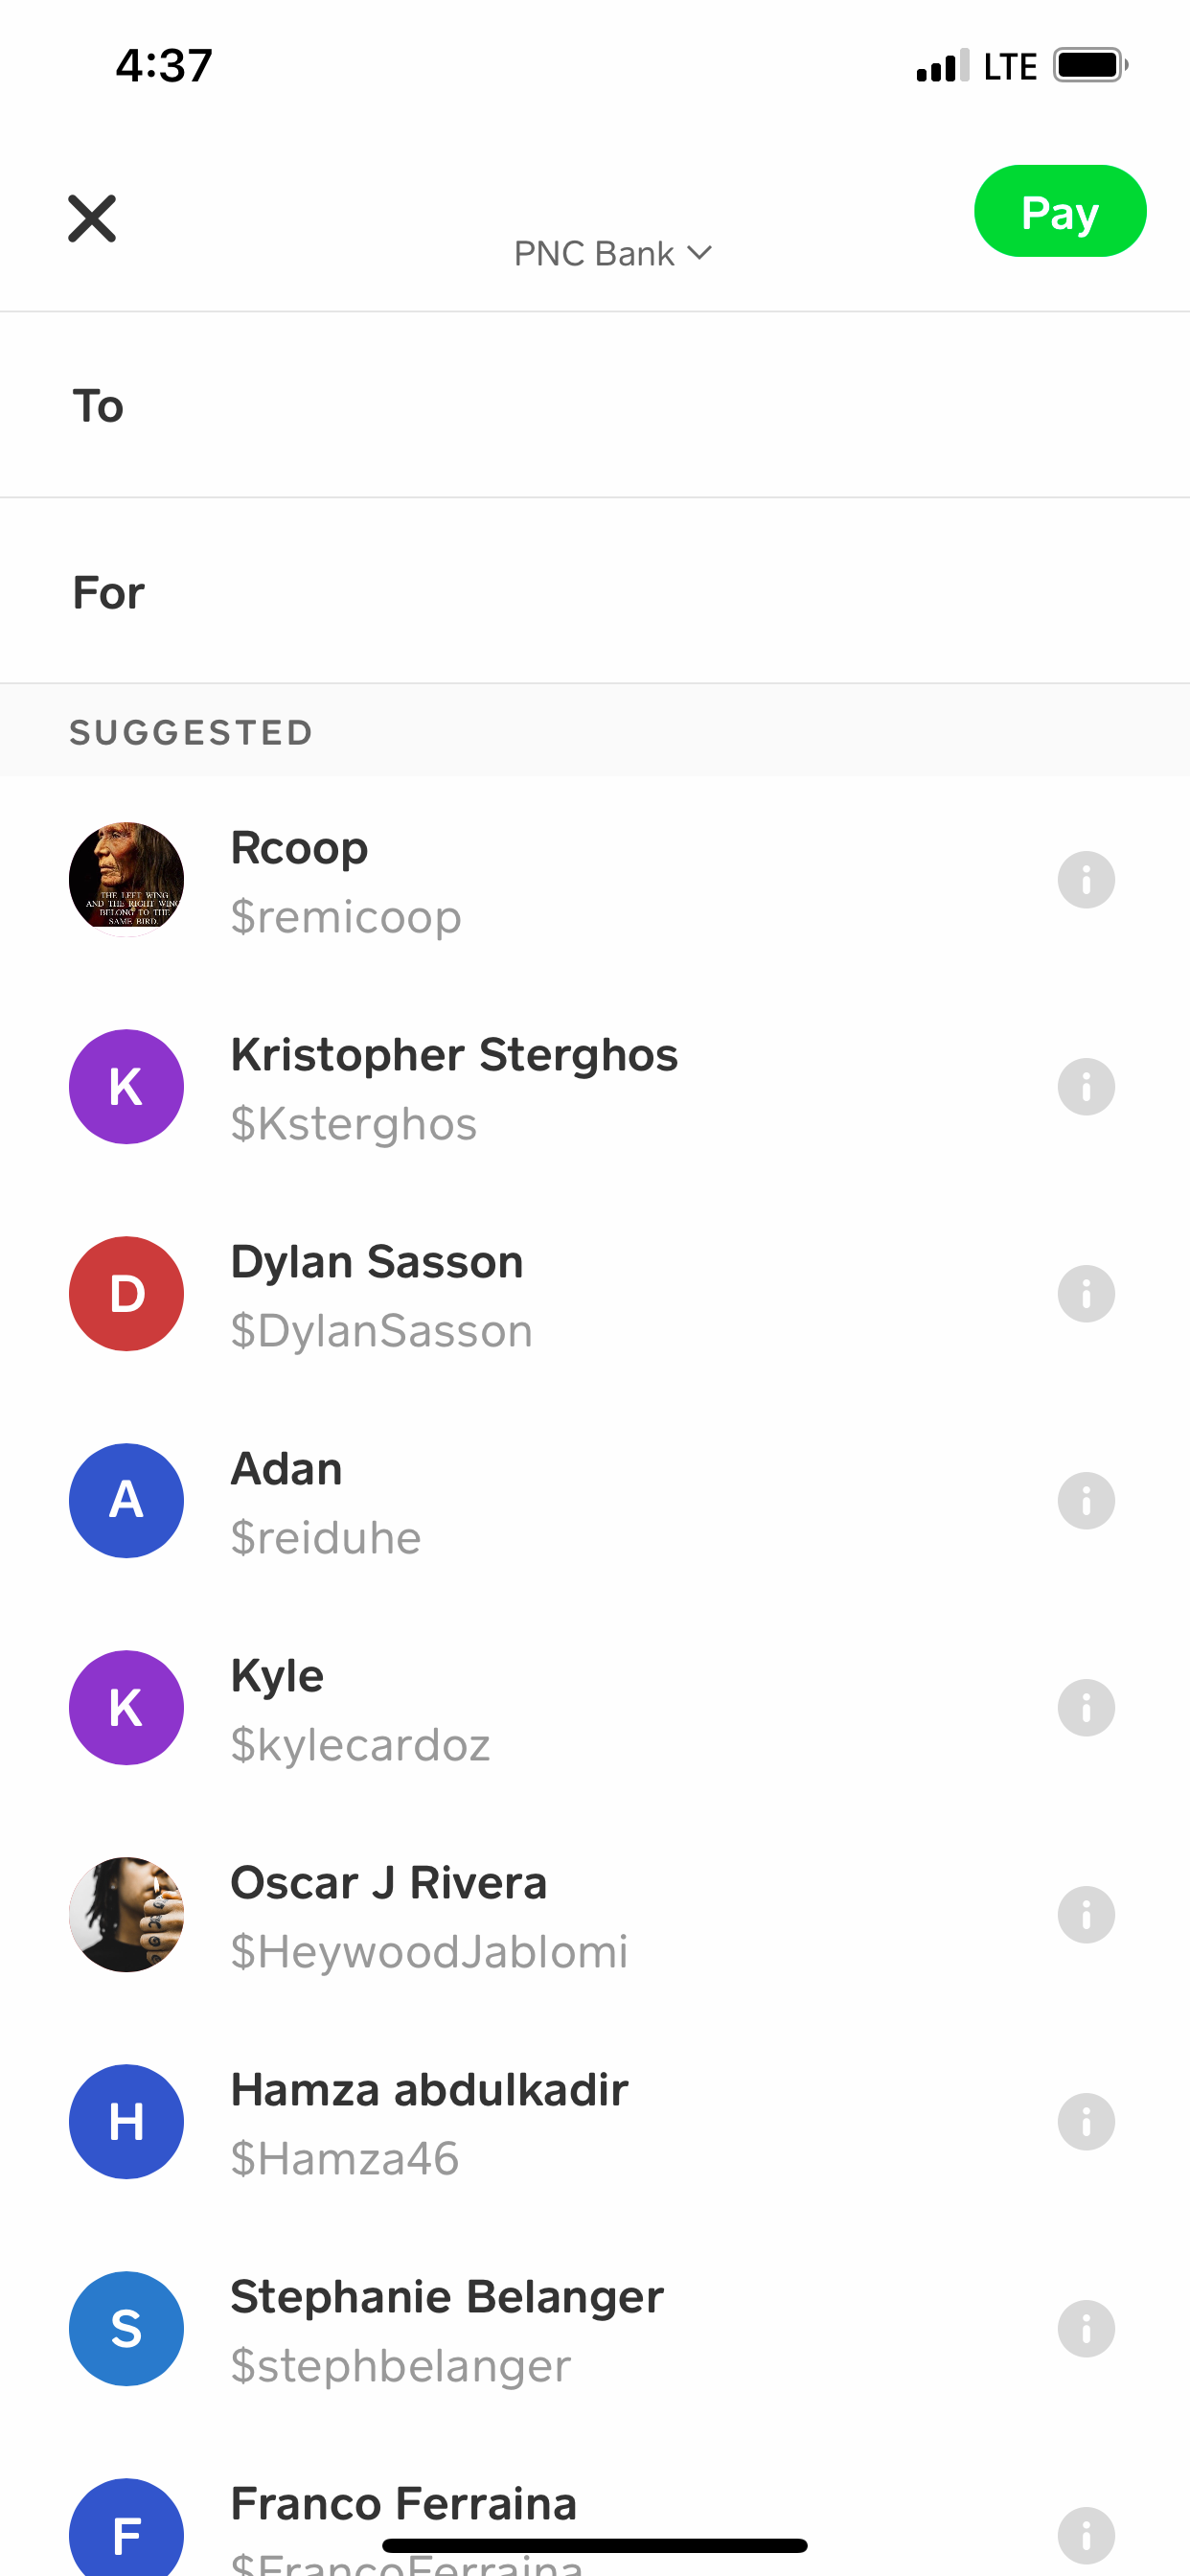 4:37 LTE
Pay
PNC Bank
To
For
SUGGESTED
THE LEFT WING
AND THE RIGHT WING
BELONG TO THE
SAME BIRD.
Rcoop
$remicoop
K
Kristopher Sterghos
$Ksterghos
D
Dylan Sasson
$DylanSasson
A
Adan
$reiduhe
K
Kyle
$kylecardoz
Oscar J Rivera
$HeywoodJablomi
H
Hamza abdulkadir
$Hamza46
S
Stephanie Belanger
$stephbelanger
F
Franco Ferraina
$FrancoFerraina